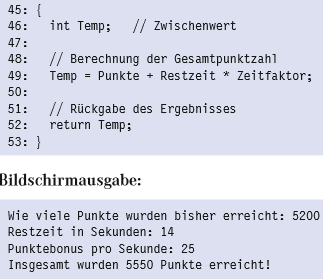 45: {
46:   int Temp;   // Zwischenwert
47:
48:   // Berechnung der Gesamtpunktzahl
49:   Temp = Punkte + Restzeit * Zeitfaktor;
50:
51:   // Rückgabe des Ergebnisses
52:   return Temp;
53: }
Bildschirmausgabe:
Wie viele Punkte wurden bisher erreicht: 5200
Restzeit in Sekunden: 14
Punktebonus pro Sekunde: 25
Insgesamt wurden 5550 Punkte erreicht!